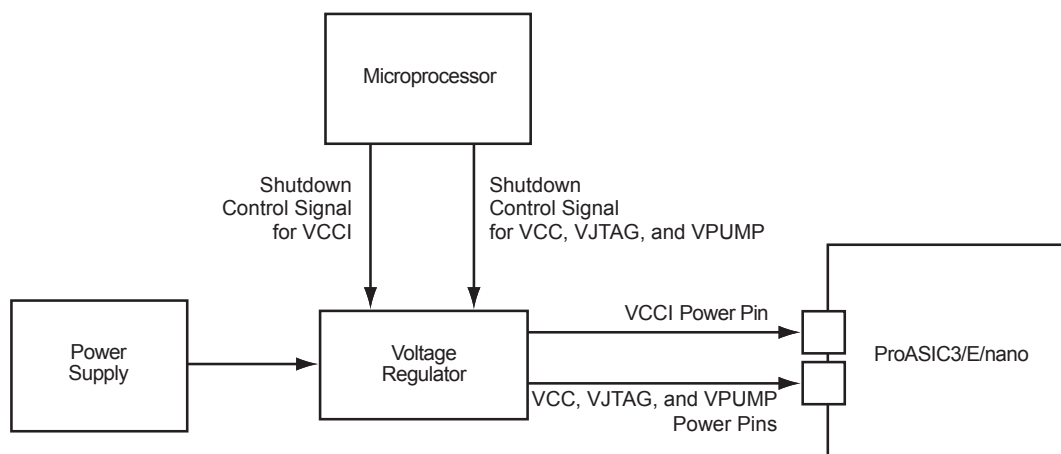 Microprocessor
Shutdown
Control Signal
for VCCI
Shutdown
Control Signal
for VCC, VJTAG, and VPUMP
Power
Supply
Voltage
Regulator
VCCI Power Pin
VCC, VJTAG, and VPUMP
Power Pins
ProASIC3/E/nano